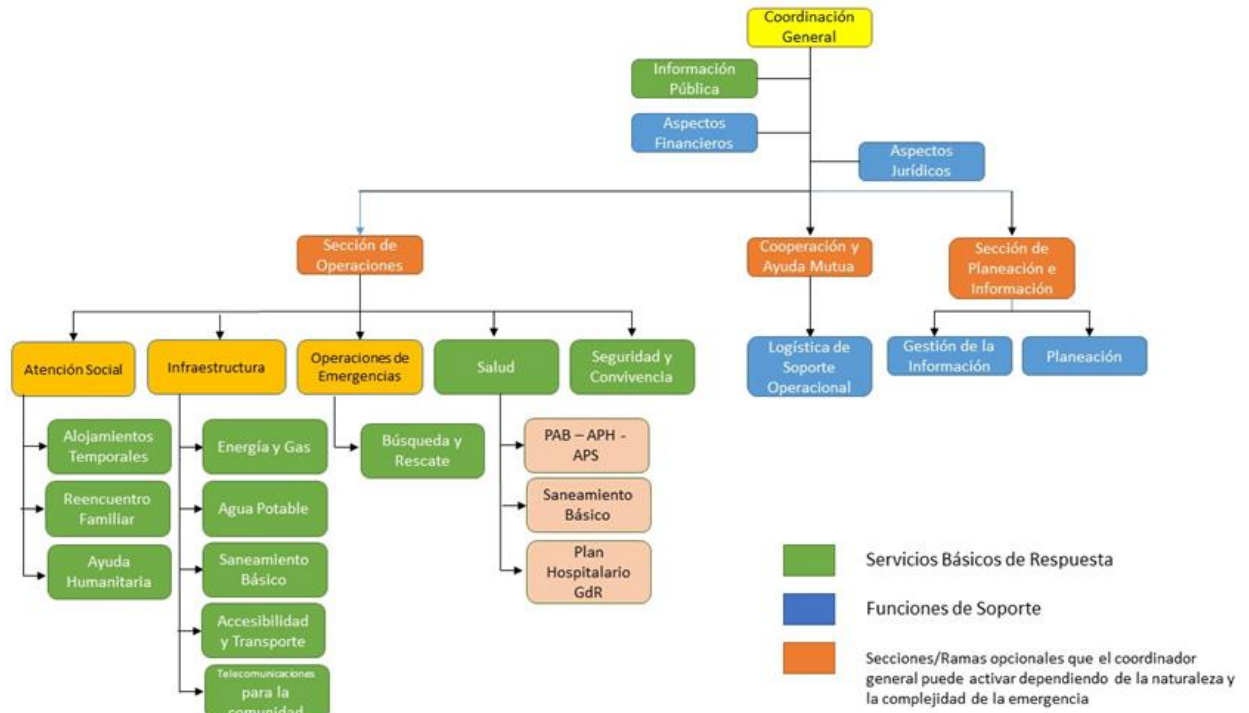 Coordinación
General
Información
Pública
Aspectos
Financieros
Aspectos
Jurídicos
Sección de
Operaciones
Cooperación y
Ayuda Mutua
Sección de
Planeación e
Información
Atención Social
Infraestructura
Operaciones de
Emergencias
Salud
Seguridad y
Convivencia
Logística de
Soporte
Operacional
Gestión de la
Información
Planeación
Alojamientos
Temporales
Reencuentro
Familiar
Ayuda
Humanitaria
Energía y Gas
Agua Potable
Saneamiento
Básico
Accesibilidad
y Transporte
Telecomunicaciones
para la
comunidad
Búsqueda y
Rescate
PAB – APH -
APS
Saneamiento
Básico
Plan
Hospitalario
GdR
Servicios Básicos de Respuesta
Funciones de Soporte
Secciones/Ramas opcionales que el coordinador
general puede activar dependiendo de la naturaleza y
la complejidad de la emergencia